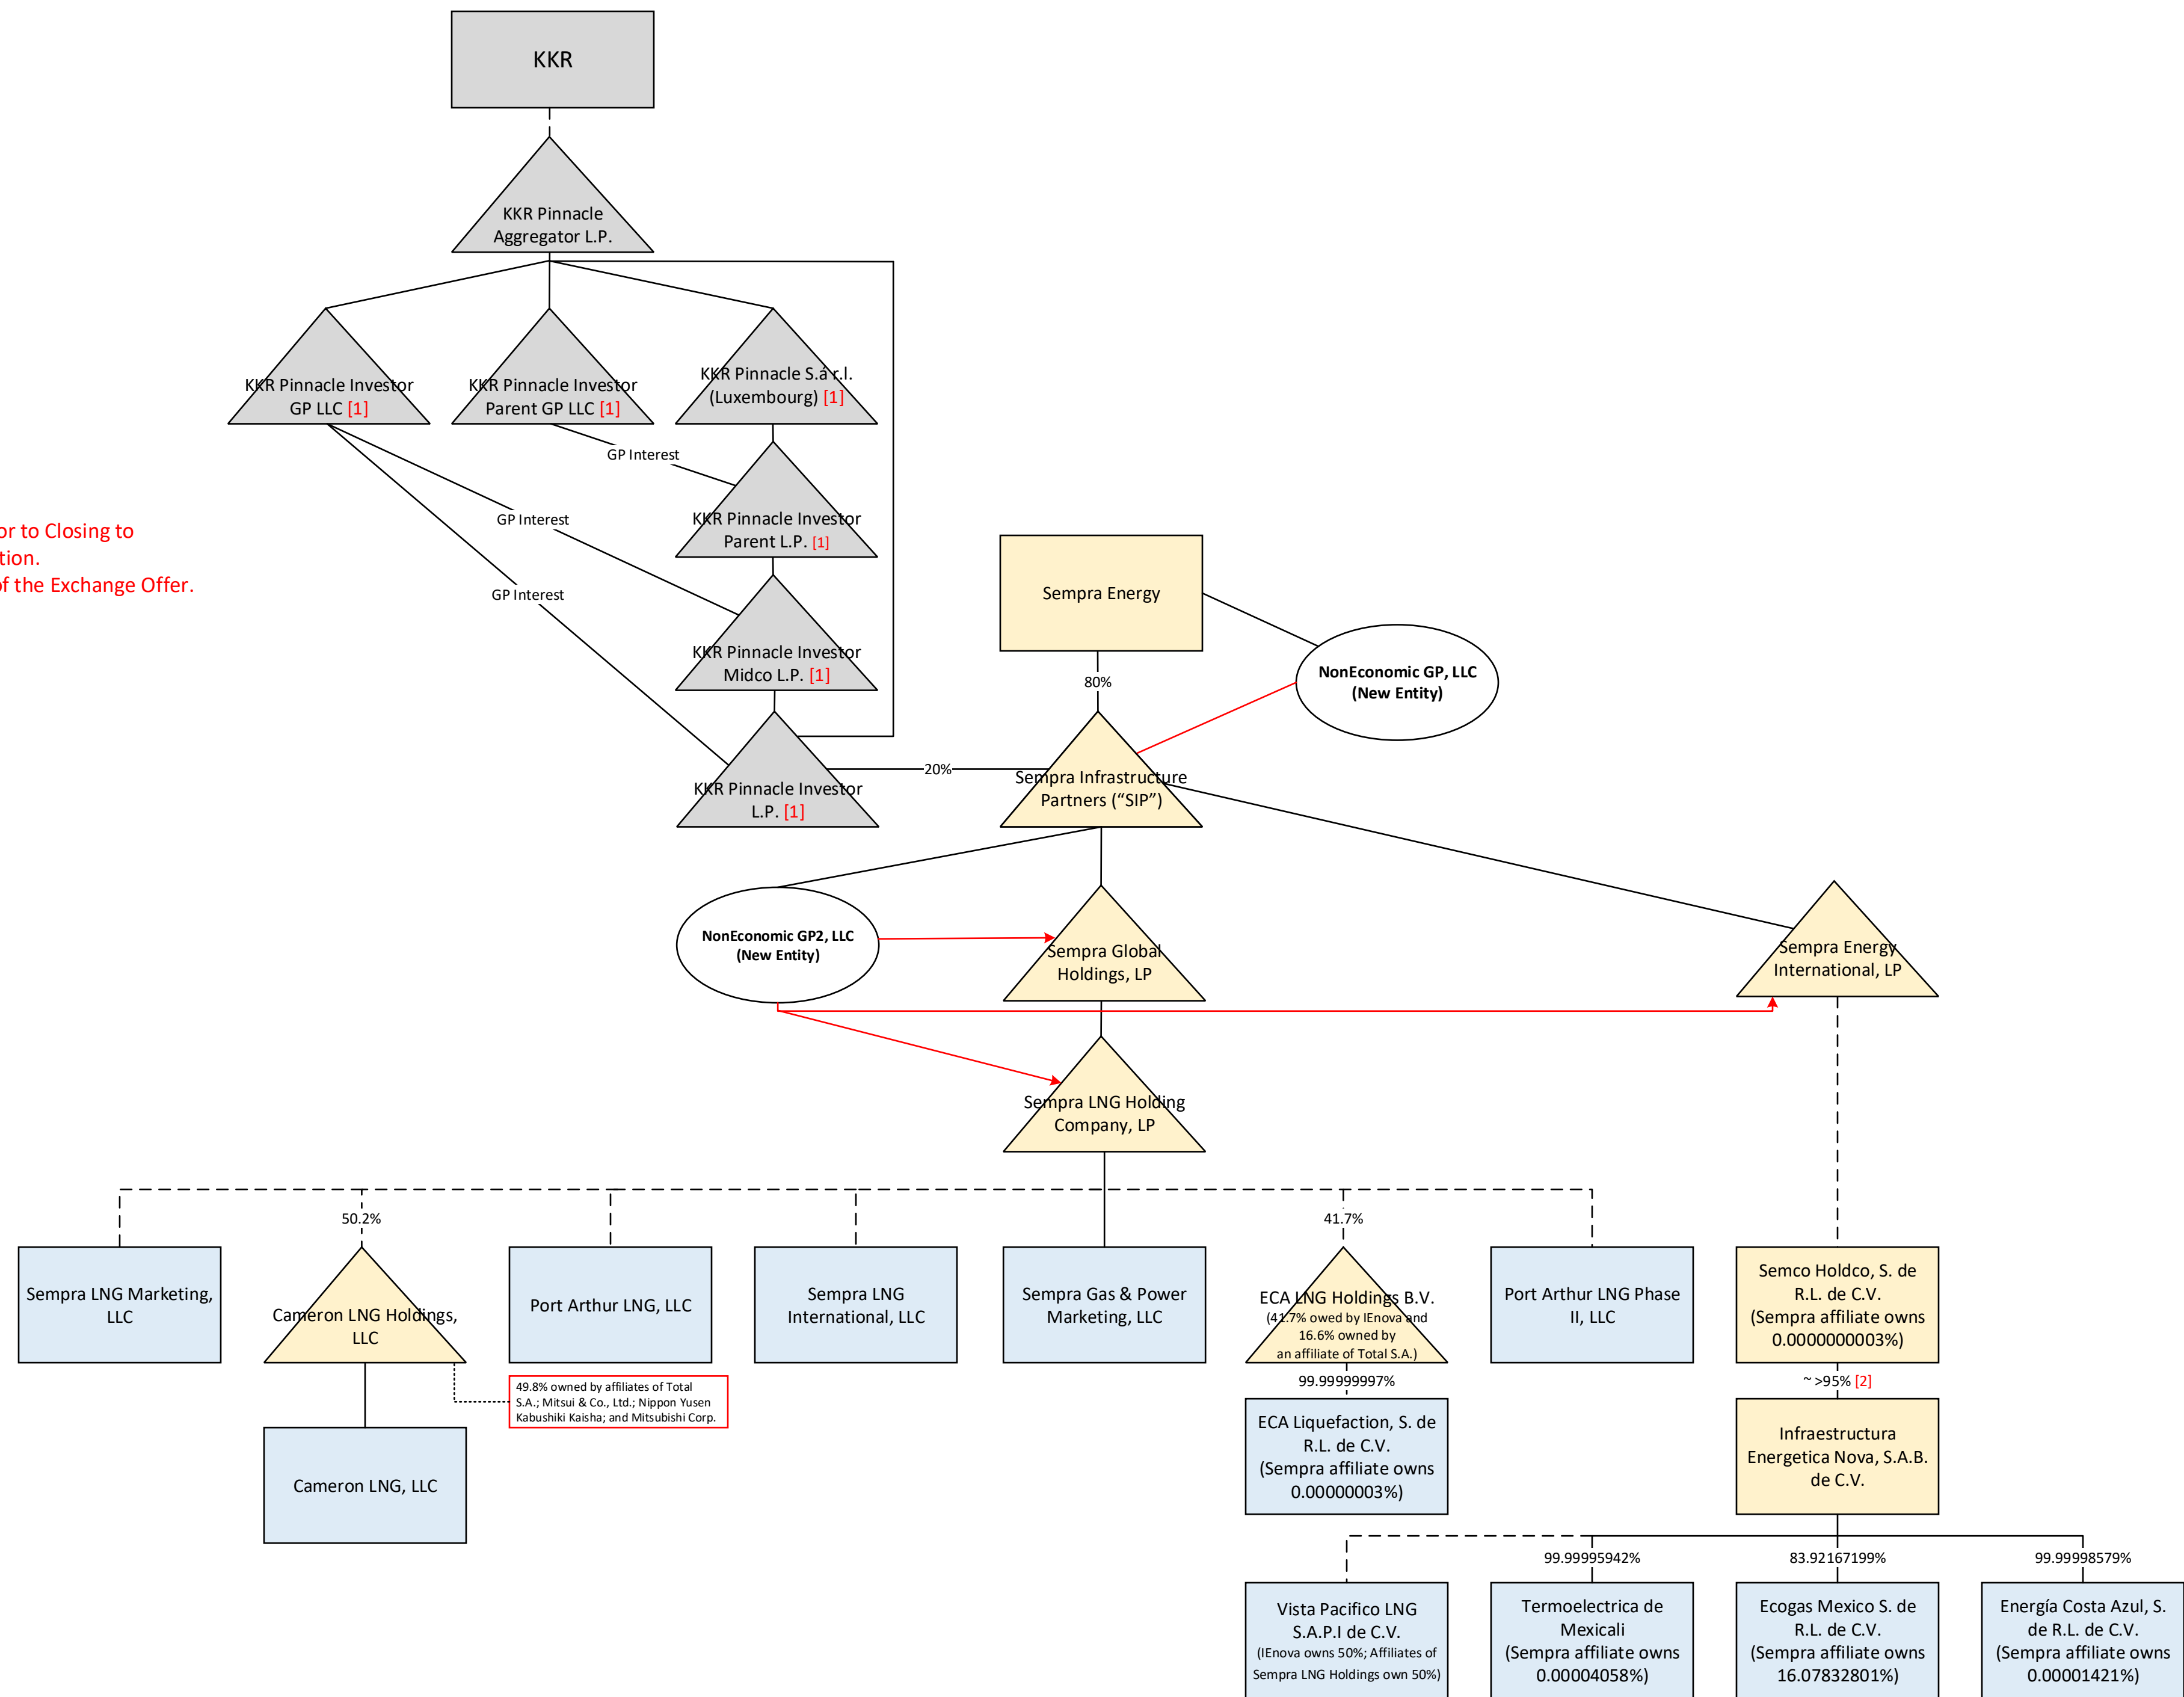 KKR
KKR Pinnacle
Aggregator L.P.
KKR Pinnacle Investor
GP LLC [1]
KKR Pinnacle Investor
Parent GP LLC [1]
KKR Pinnacle S.á r.l.
(Luxembourg) [1]
GP Interest
KKR Pinnacle Investor
Parent L.P. [1]
GP Interest
or to Closing to
tion.
of the Exchange Offer.
GP Interest
Sempra Energy
KKR Pinnacle Investor
Midco L.P. [1]
80%
NonEconomic GP, LLC
(New Entity)
20%
KKR Pinnacle Investor
L.P. [1]
Sempra Infrastructure
Partners (“SIP”)
NonEconomic GP2, LLC
(New Entity)
Sempra Global
Holdings, LP
Sempra Energy
International, LP
Sempra LNG Holding
Company, LP
50.2%
41.7%
Sempra LNG Marketing,
LLC
Cameron LNG Holdings,
LLC
Port Arthur LNG, LLC
Sempra LNG
International, LLC
Sempra Gas & Power
Marketing, LLC
ECA LNG Holdings B.V.
(41.7% owed by IEnova and
16.6% owned by
an affiliate of Total S.A.)
Port Arthur LNG Phase
II, LLC
Semco Holdco, S. de
R.L. de C.V.
(Sempra affiliate owns
0.0000000003%)
49.8% owned by affiliates of Total
S.A.; Mitsui & Co., Ltd.; Nippon Yusen
Kabushiki Kaisha; and Mitsubishi Corp.
99.99999997%
~ >95% [2]
Cameron LNG, LLC
ECA Liquefaction, S. de
R.L. de C.V.
(Sempra affiliate owns
0.00000003%)
Infraestructura
Energetica Nova, S.A.B.
de C.V.
99.99995942%
83.92167199%
99.99998579%
Vista Pacifico LNG
S.A.P.I de C.V.
(IEnova owns 50%; Affiliates of
Sempra LNG Holdings own 50%)
Termoelectrica de
Mexicali
(Sempra affiliate owns
0.00004058%)
Ecogas Mexico S. de
R.L. de C.V.
(Sempra affiliate owns
16.07832801%)
Energía Costa Azul, S.
de R.L. de C.V.
(Sempra affiliate owns
0.00001421%)